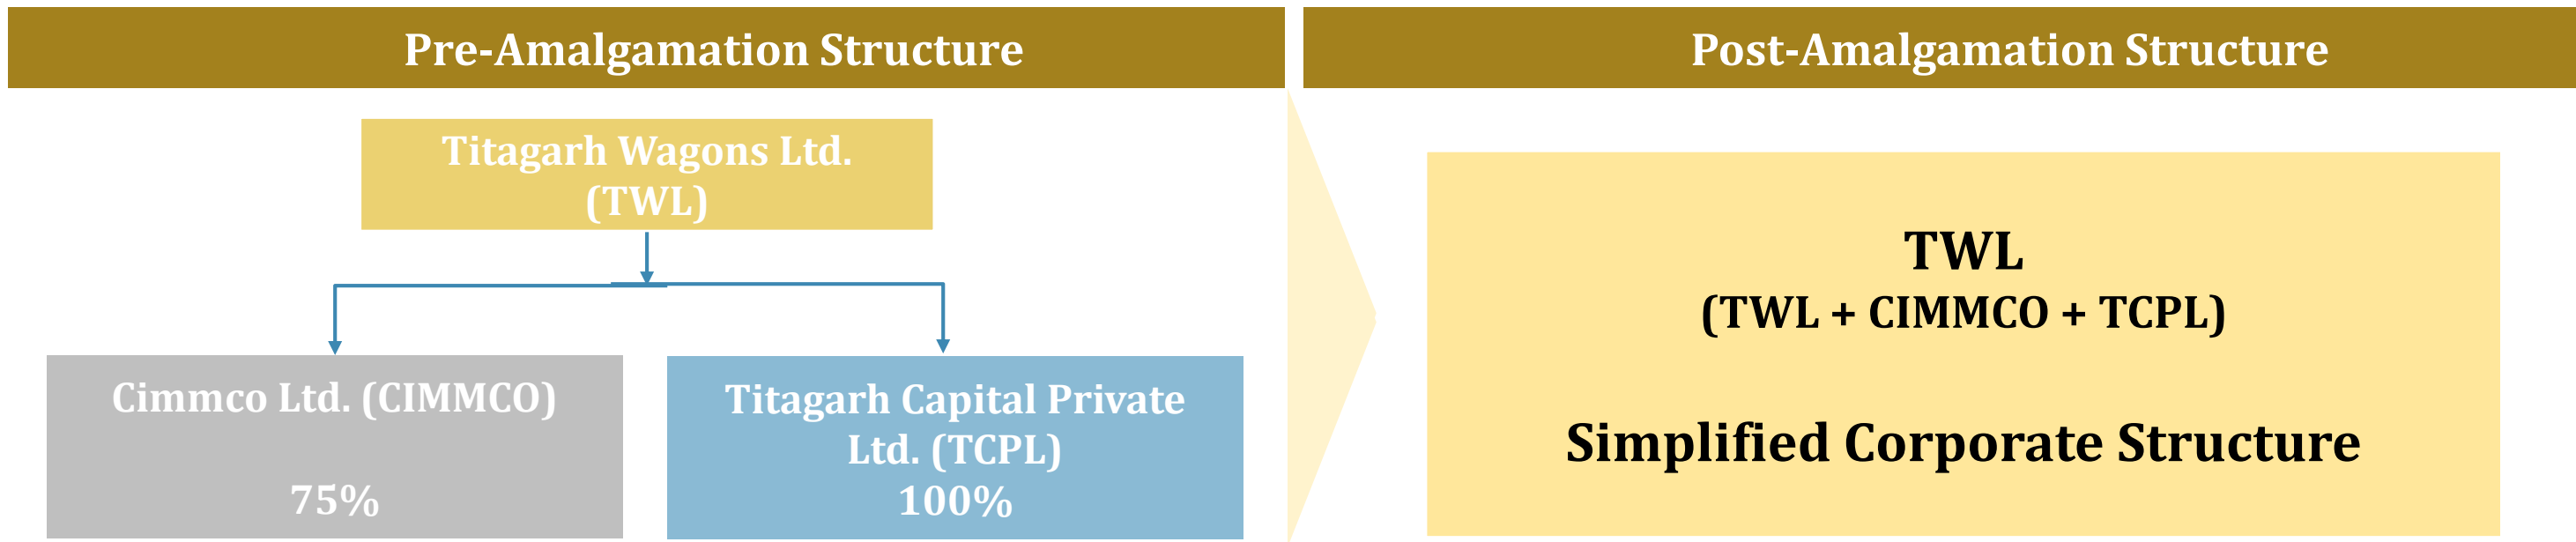 Pre-Amalgamation Structure
Post-Amalgamation Structure
Titagarh Wagons Ltd.
(TWL)
Cimmco Ltd. (CIMMCO)
75%
Titagarh Capital Private
Ltd. (TCPL)
100%
TWL
(TWL + CIMMCO + TCPL)
Simplified Corporate Structure